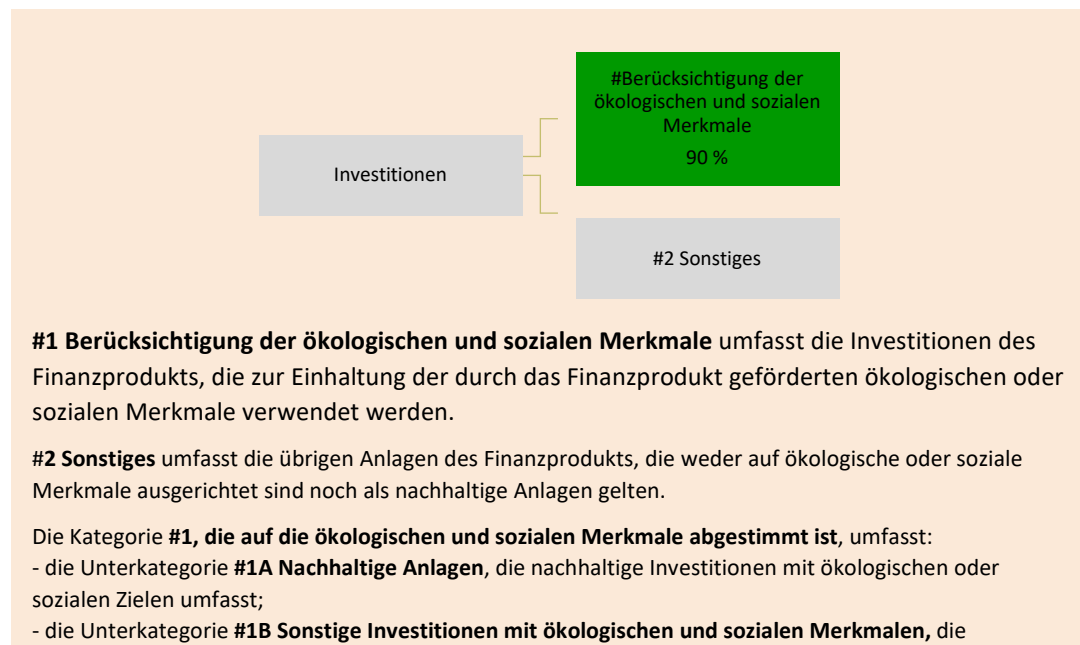 #Berücksichtigung der
ökologischen und sozialen
Merkmale
90 %
Investitionen
#2 Sonstiges
#1 Berücksichtigung der ökologischen und sozialen Merkmale umfasst die Investitionen des
Finanzprodukts, die zur Einhaltung der durch das Finanzprodukt geförderten ökologischen oder
sozialen Merkmale verwendet werden.
#2 Sonstiges umfasst die übrigen Anlagen des Finanzprodukts, die weder auf ökologische oder soziale
Merkmale ausgerichtet sind noch als nachhaltige Anlagen gelten.
Die Kategorie #1, die auf die ökologischen und sozialen Merkmale abgestimmt ist, umfasst:
- die Unterkategorie #1A Nachhaltige Anlagen, die nachhaltige Investitionen mit ökologischen oder
sozialen Zielen umfasst;
- die Unterkategorie #1B Sonstige Investitionen mit ökologischen und sozialen Merkmalen, die